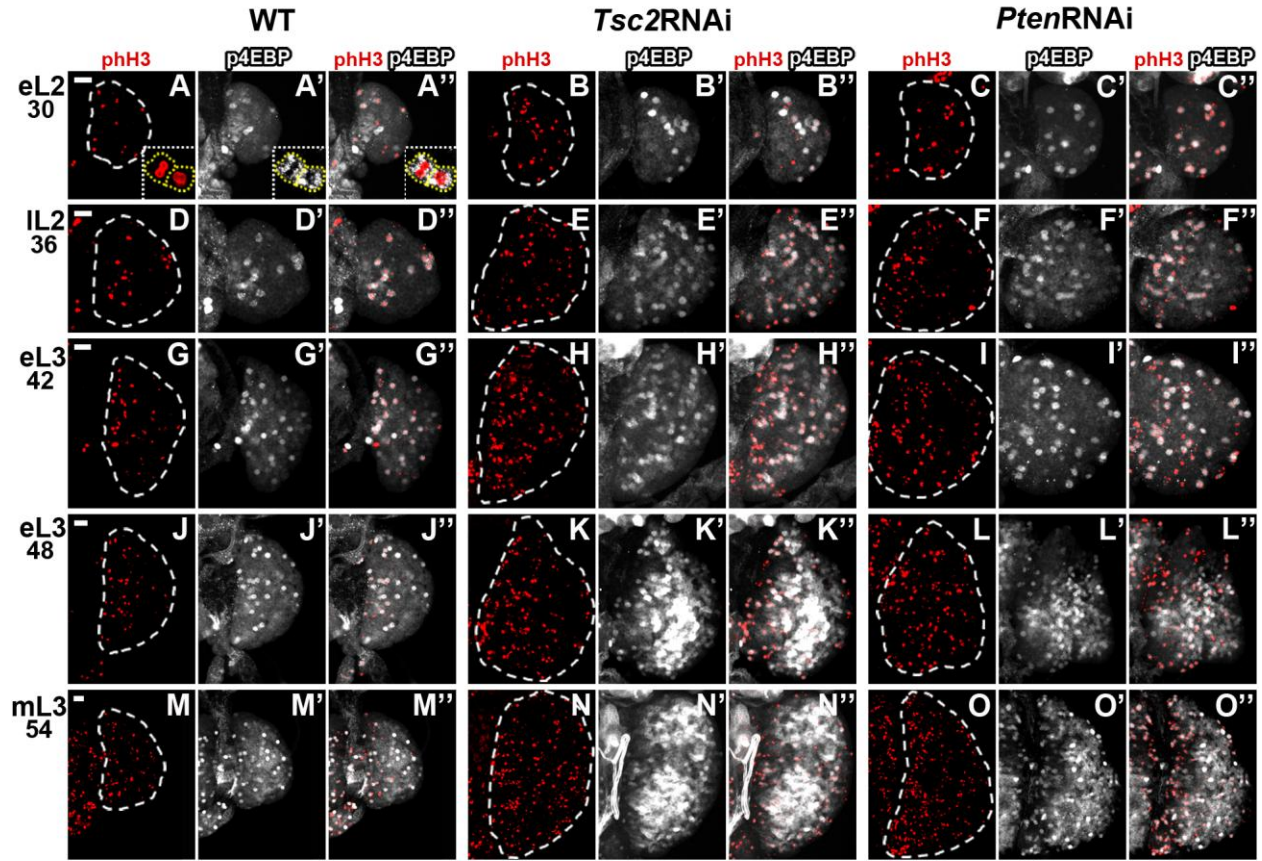 WT Tsc2RNAi PtenRNAi
phH3 p4EBP phH3 p4EBP phH3 p4EBP phH3 p4EBP phH3 p4EBP phH3 p4EBP
eL2 A A’ A’’ B B’ B’’ C C’ C’’
30
lL2 D D’ D’’ E E’ E’’ F F’ F’’
36
eL3 G G’ G’’ H H’ H’’ I I’ I’’
42
eL3 J J’ J’’ K K’ K’’ L L’ L’’
48
mL3 M M’ M’’ N N’ N’’ O O’ O’’
54